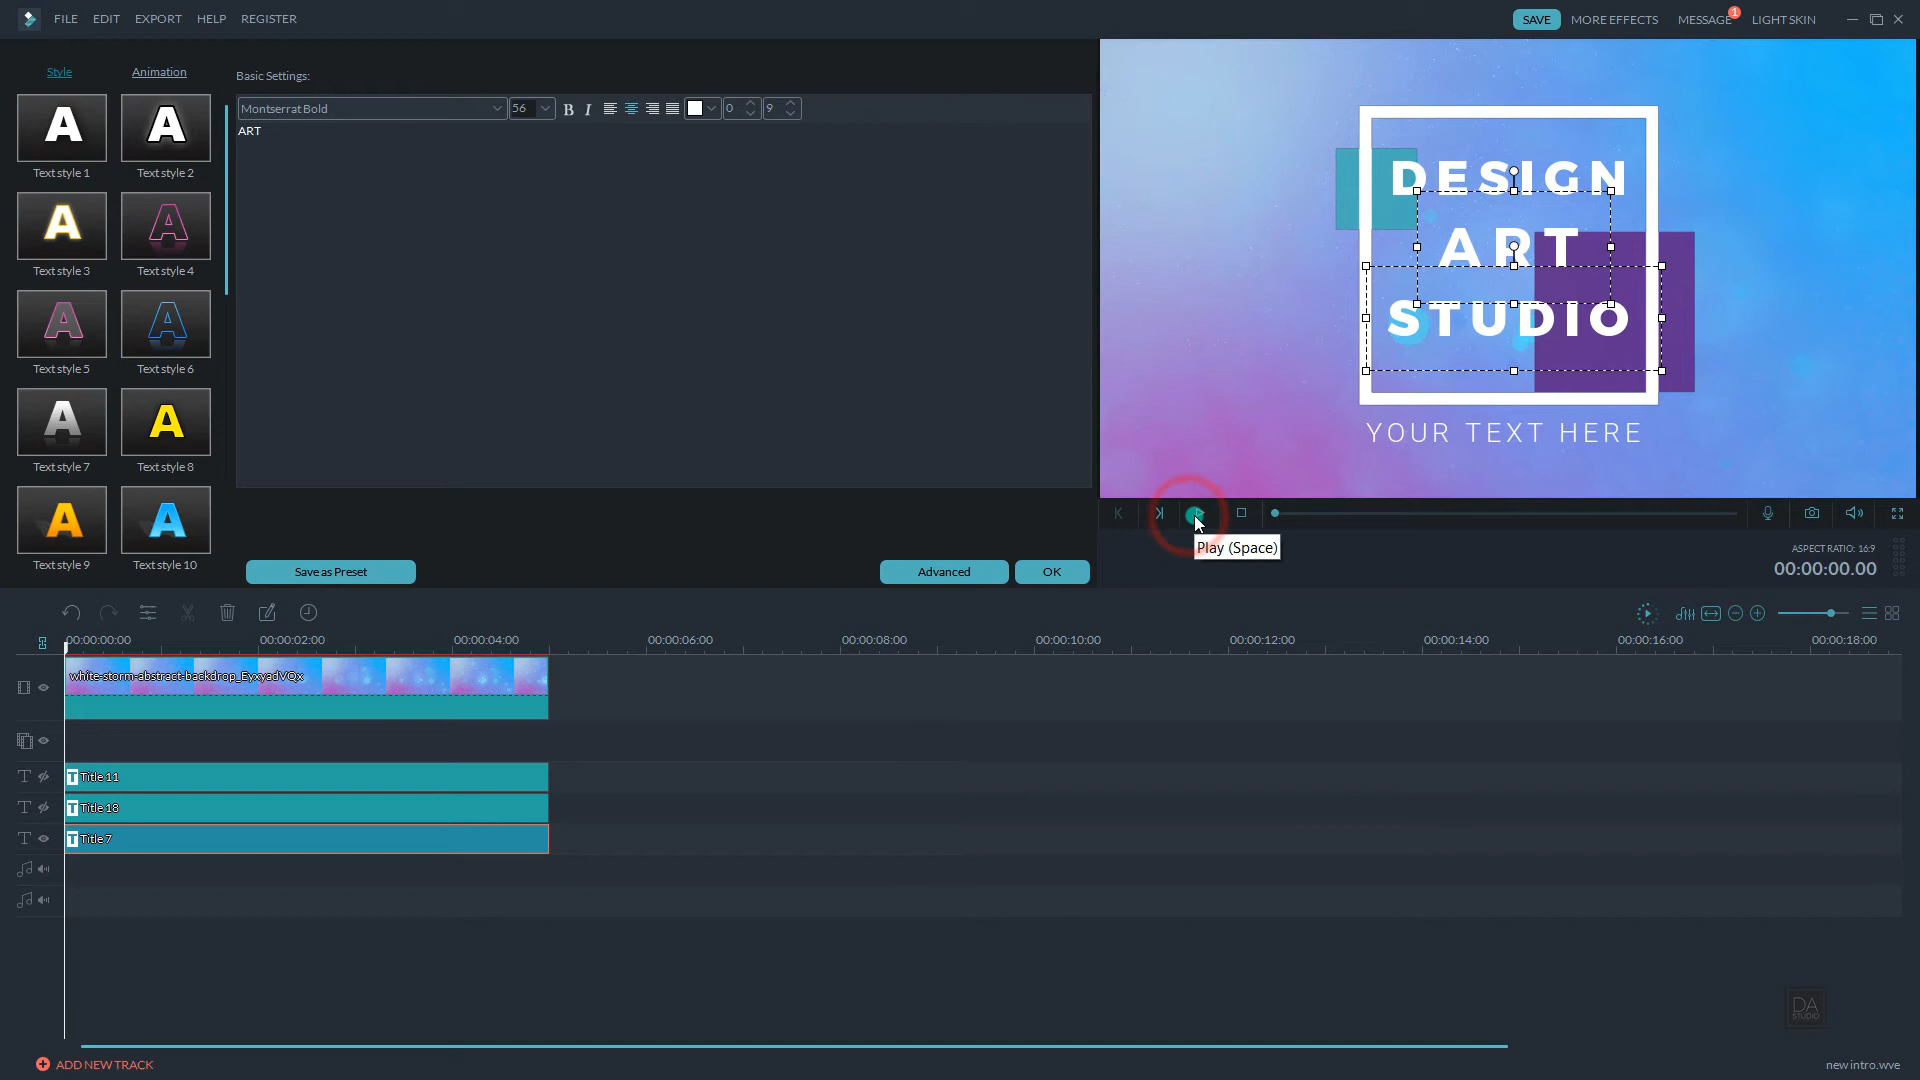 FILE EDIT EXPORT HELP REGISTER
SAVE MORE EFFECTS MESSAGE 1 LIGHT SKIN
Style Animation
Basic Settings:
Montserrat Bold 56 B I 0 9
ART
A A
Text style 1 Text style 2
A A
Text style 3 Text style 4
A A
Text style 5 Text style 6
A A
Text style 7 Text style 8
A A
Text style 9 Text style 10
Save as Preset Advanced OK
DESIGN
ART
STUDIO
YOUR TEXT HERE
Play (Space)
ASPECT RATIO: 16:9
00:00:00.00
00:00:00:00 00:00:02:00 00:00:04:00 00:00:06:00 00:00:08:00 00:00:10:00 00:00:12:00 00:00:14:00 00:00:16:00 00:00:18:00
white-storm-abstract-backdrop_EyxyadVQx
T T Title 11
T T Title 18
T T Title 7
DA
STUDIO
ADD NEW TRACK
new intro.wve